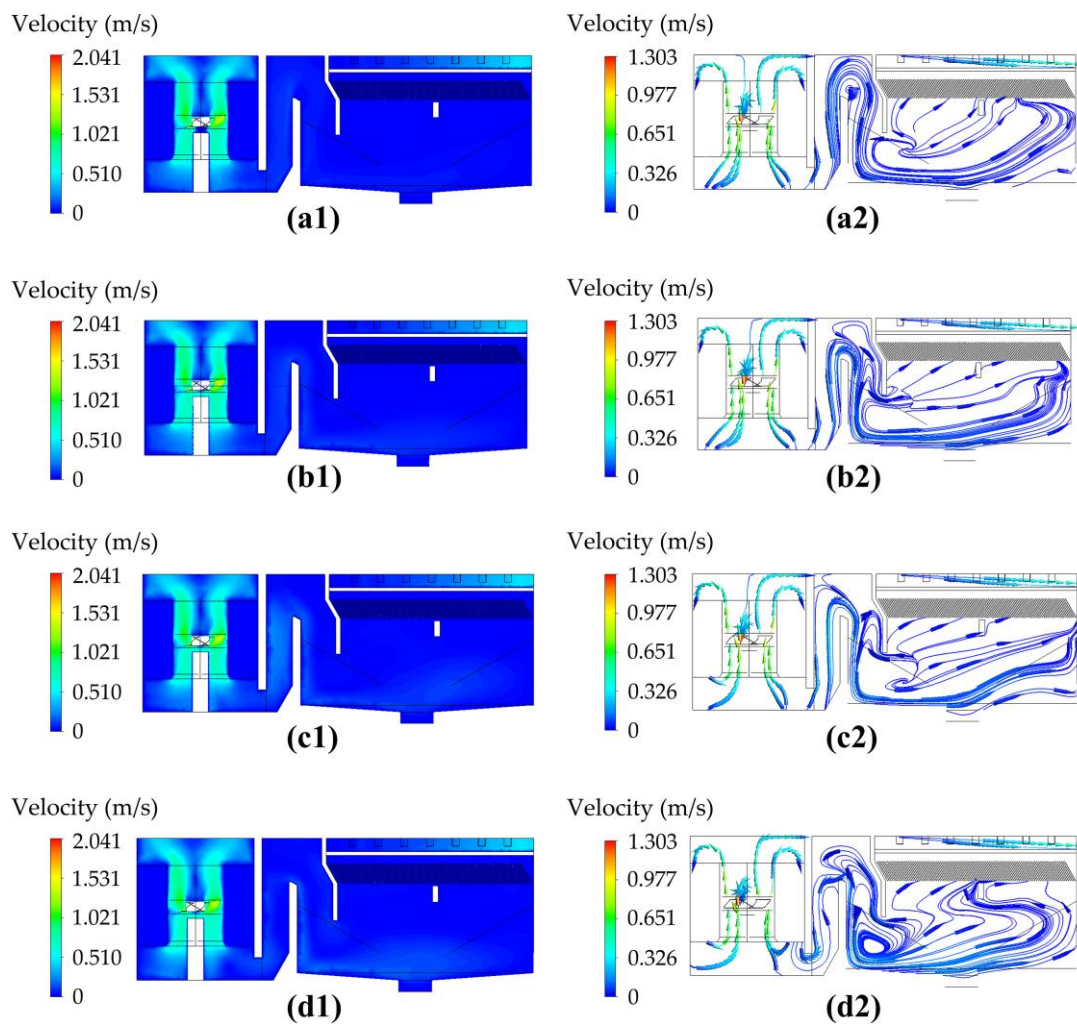 Velocity (m/s)
2.041
1.531
1.021
0.510
0
(a1)
Velocity (m/s)
1.303
0.977
0.651
0.326
0
(a2)
Velocity (m/s)
2.041
1.531
1.021
0.510
0
(b1)
Velocity (m/s)
1.303
0.977
0.651
0.326
0
(b2)
Velocity (m/s)
2.041
1.531
1.021
0.510
0
(c1)
Velocity (m/s)
1.303
0.977
0.651
0.326
0
(c2)
Velocity (m/s)
2.041
1.531
1.021
0.510
0
(d1)
Velocity (m/s)
1.303
0.977
0.651
0.326
0
(d2)